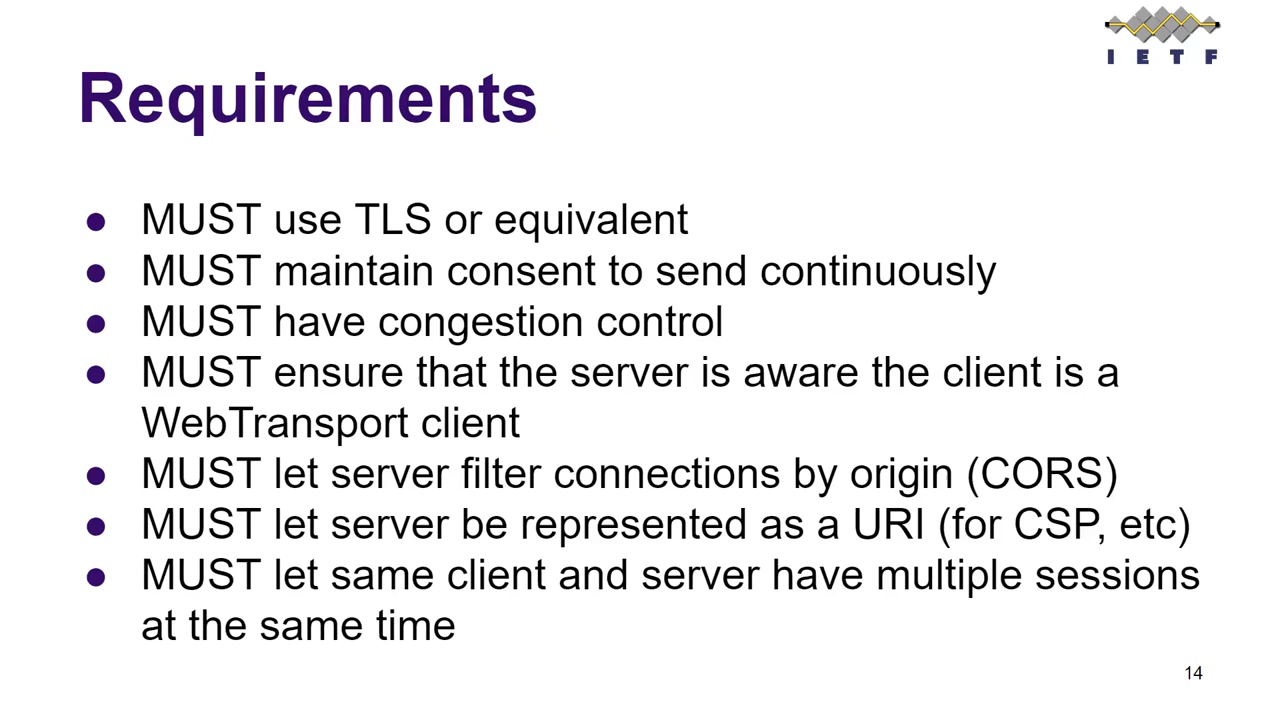 I E T F
Requirements
● MUST use TLS or equivalent
● MUST maintain consent to send continuously
● MUST have congestion control
● MUST ensure that the server is aware the client is a
WebTransport client
● MUST let server filter connections by origin (CORS)
● MUST let server be represented as a URI (for CSP, etc)
● MUST let same client and server have multiple sessions
at the same time
14